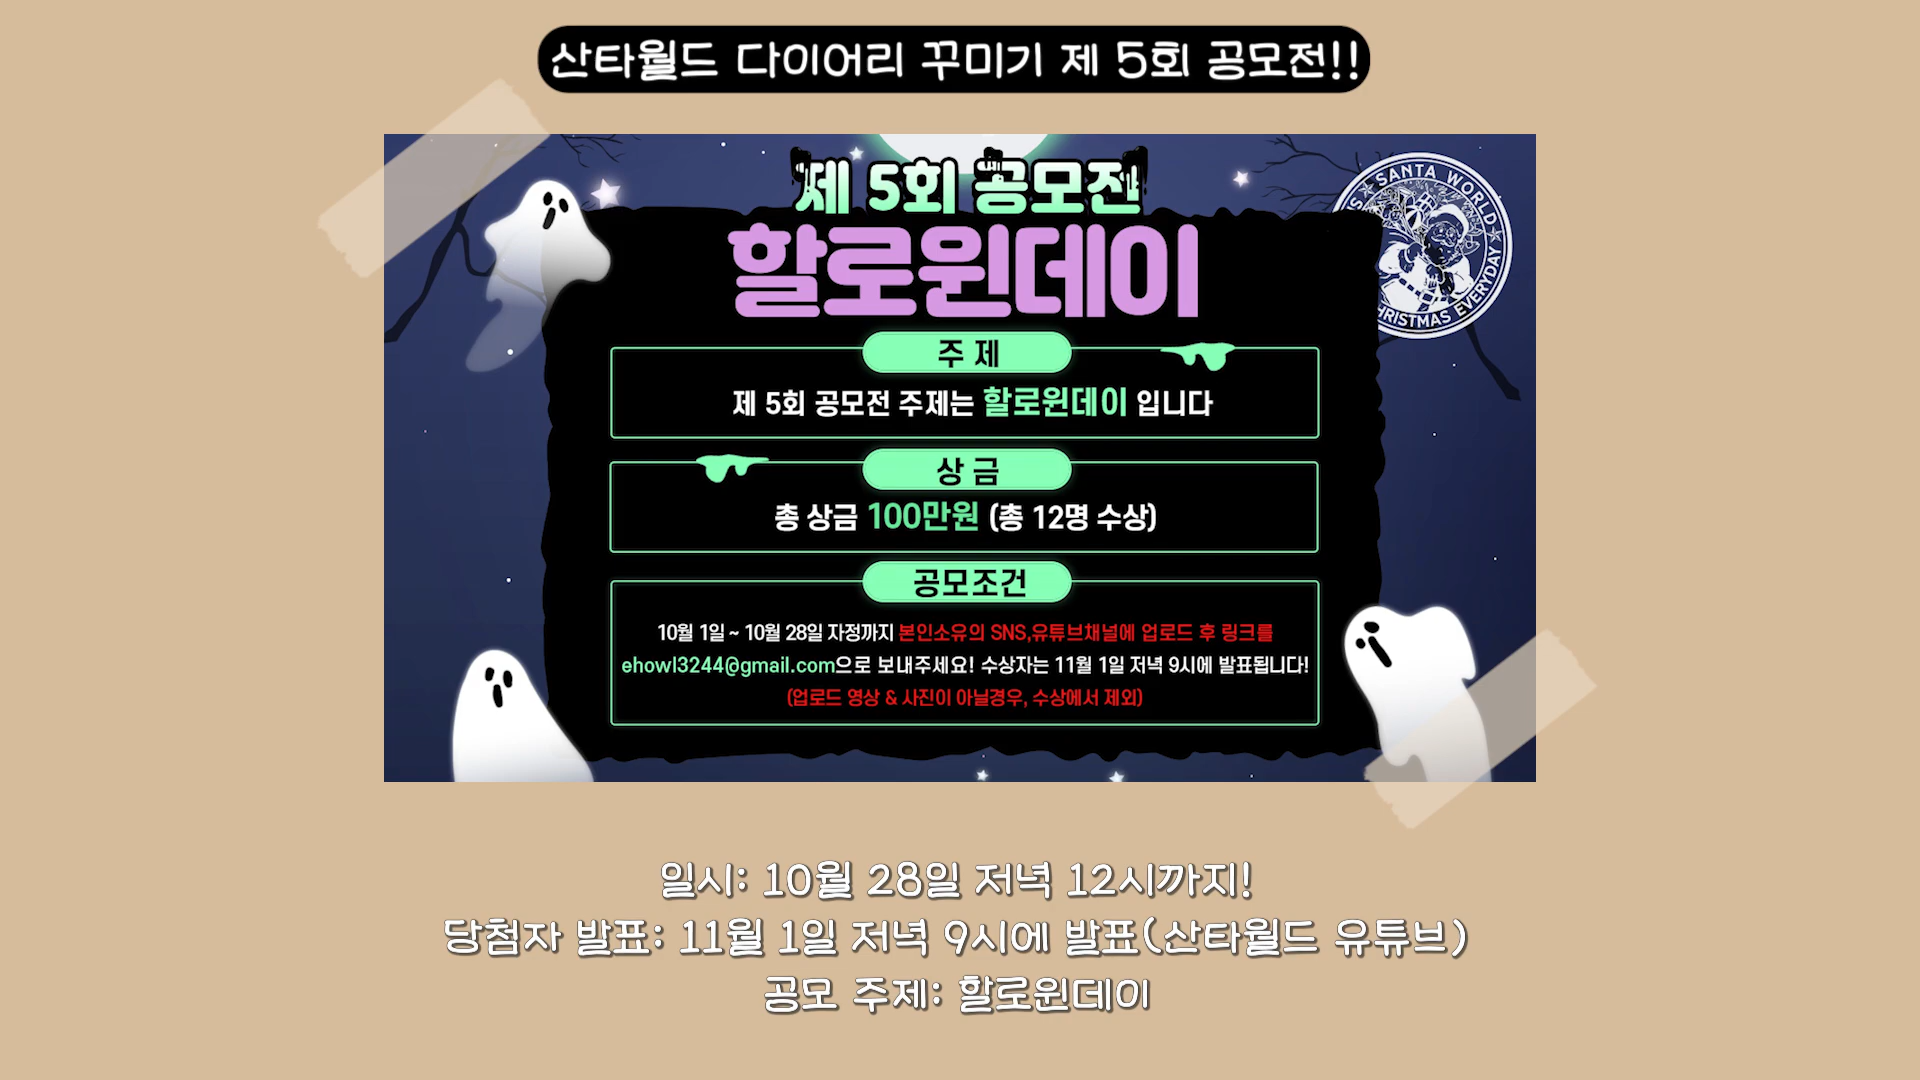 산타월드 다이어리 꾸미기 제 5회 공모전!!
제 5회 공모전
할로윈데이
SANTA WORLD
CHRISTMAS EVERYDAY
주 제
제 5회 공모전 주제는 할로윈데이 입니다
상 금
총 상금 100만원 (총 12명 수상)
공모조건
10월 1일 ~ 10월 28일 자정까지 본인소유의 SNS,유튜브채널에 업로드 후 링크를
ehowl3244@gmail.com으로 보내주세요! 수상자는 11월 1일 저녁 9시에 발표됩니다!
(업로드 영상 & 사진이 아닐경우, 수상에서 제외)
일시: 10월 28일 저녁 12시까지!
당첨자 발표: 11월 1일 저녁 9시에 발표(산타월드 유튜브)
공모 주제: 할로윈데이